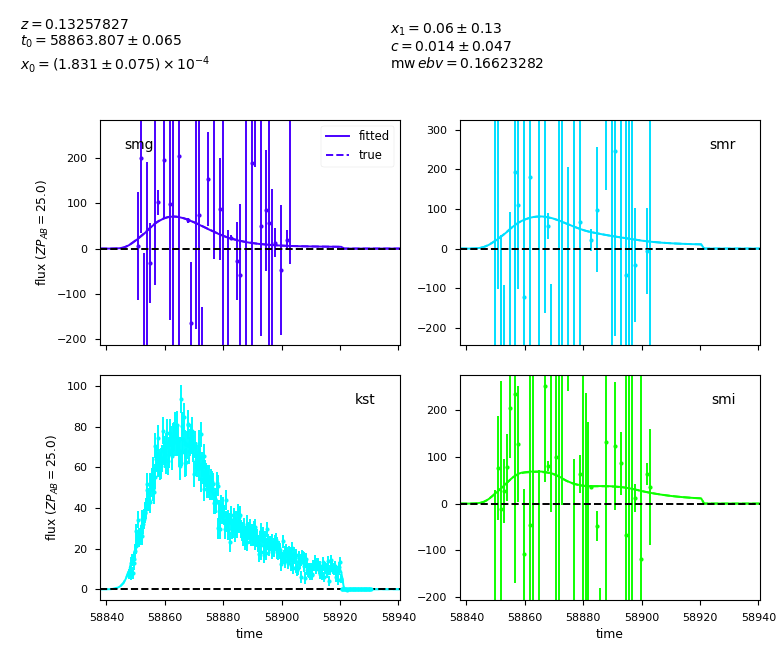 z = 0.13257827
t₀ = 58863.807 ± 0.065
x₀ = (1.831 ± 0.075) × 10⁻⁴
x₁ = 0.06 ± 0.13
c = 0.014 ± 0.047
mw ebv = 0.16623282
smg
fitted
true
200
100
0
−100
−200
flux (ZP_AB = 25.0)
smr
300
200
100
0
−100
−200
kst
100
80
60
40
20
0
flux (ZP_AB = 25.0)
58840 58860 58880 58900 58920 58940
time
smi
200
100
0
−100
−200
58840 58860 58880 58900 58920 58940
time